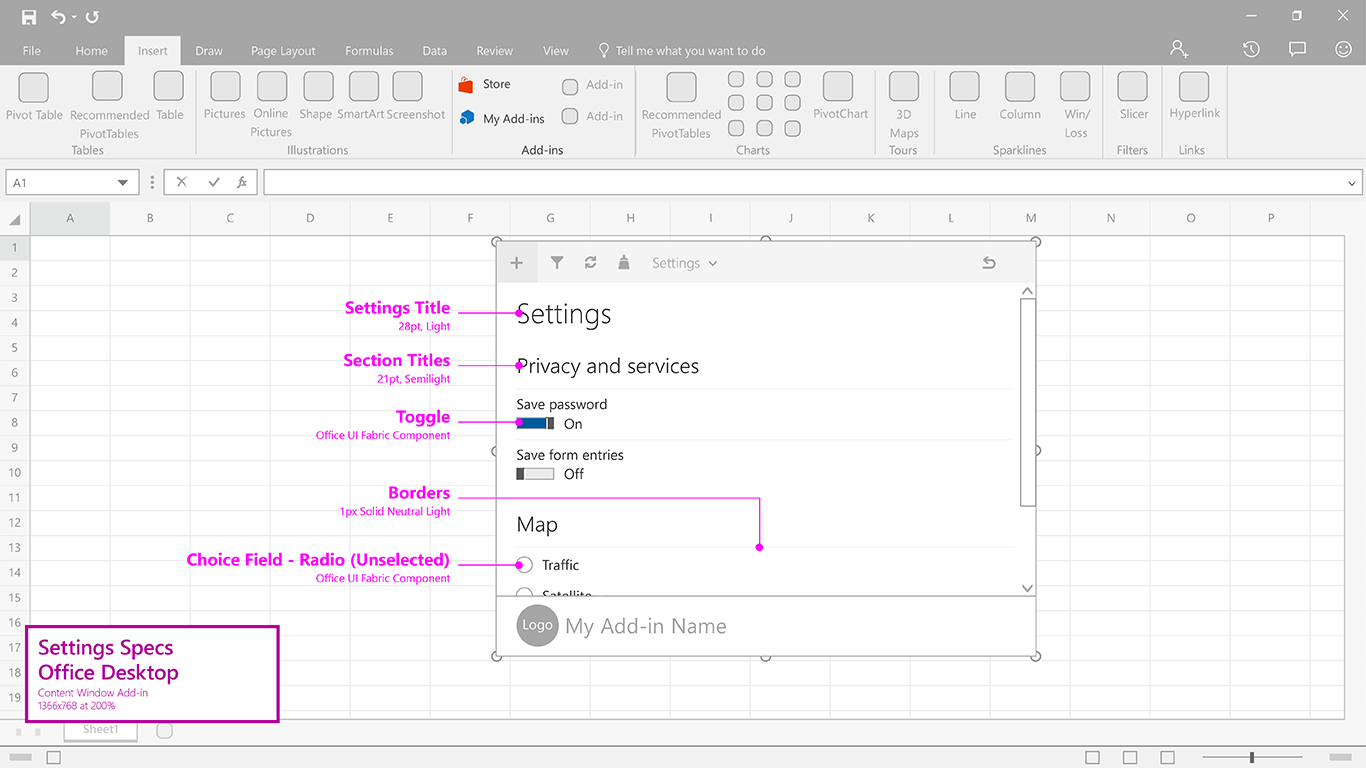 File Home Insert Draw Page Layout Formulas Data Review View Tell me what you want to do
Pivot Table
Recommended
PivotTables
Table
Tables
Pictures
Online
Pictures
Shape
SmartArt
Screenshot
Illustrations
Store
My Add-ins
Add-in
Add-in
Add-ins
Recommended
PivotTables
PivotChart
Charts
3D
Maps
Tours
Line
Column
Win/
Loss
Sparklines
Slicer
Filters
Hyperlink
Links
A1
fx
A B C D E F G H I J K L M N O P
1
2
3
4
5
6
7
8
9
10
11
12
13
14
15
16
17
18
19
Settings
Settings Title
28pt, Light
Settings
Section Titles
21pt, Semilight
Privacy and services
Save password
Toggle
Office UI Fabric Component
On
Save form entries
Off
Borders
1px Solid Neutral Light
Map
Choice Field - Radio (Unselected)
Office UI Fabric Component
Traffic
Satellite
Logo
My Add-in Name
Settings Specs
Office Desktop
Content Window Add-in
1366x768 at 200%
Sheet1